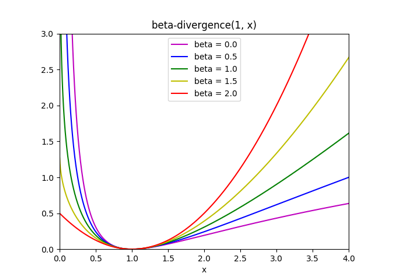 beta-divergence(1, x)
3.0
2.5
2.0
1.5
1.0
0.5
0.0
beta = 0.0
beta = 0.5
beta = 1.0
beta = 1.5
beta = 2.0
0.0 0.5 1.0 1.5 2.0 2.5 3.0 3.5 4.0
x